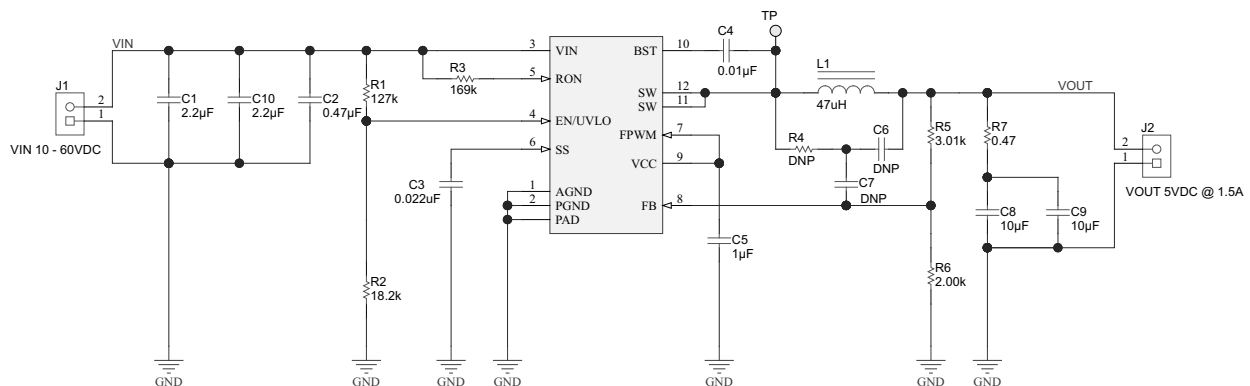 TP
C4
0.01µF
VIN
3
VIN
BST
10
R3
169k
5
RON
L1
47uH
J1
2
1
VIN 10 - 60VDC
C1
2.2µF
C10
2.2µF
C2
0.47µF
R1
127k
SW
12
SW
11
VOUT
4
EN/UVLO
FPWM
7
R4
DNP
C6
DNP
R5
3.01k
R7
0.47
J2
2
1
VOUT 5VDC @ 1.5A
6
SS
VCC
9
C3
0.022uF
1
AGND
2
PGND
PAD
FB
8
C7
DNP
C8
10µF
C9
10µF
C5
1µF
R2
18.2k
R6
2.00k
GND
GND
GND
GND
GND
GND
GND